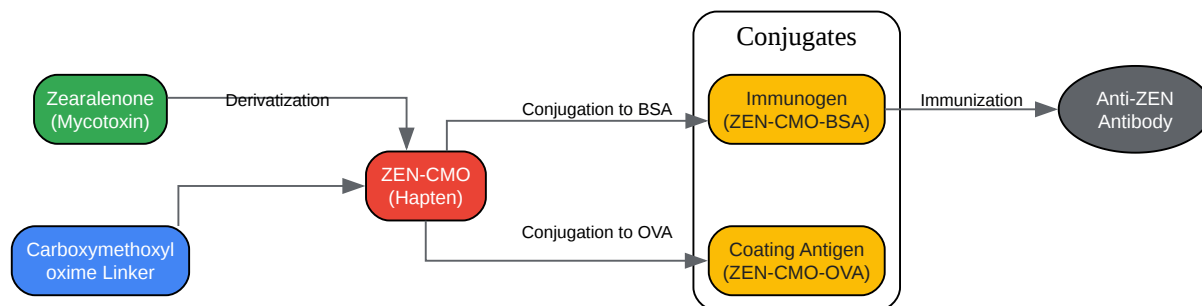 Conjugates
Zearalenone
(Mycotoxin)
Derivatization
Conjugation to BSA
Immunogen
(ZEN-CMO-BSA)
Immunization
Anti-ZEN
Antibody
ZEN-CMO
(Hapten)
Carboxymethoxyl
oxime Linker
Conjugation to OVA
Coating Antigen
(ZEN-CMO-OVA)